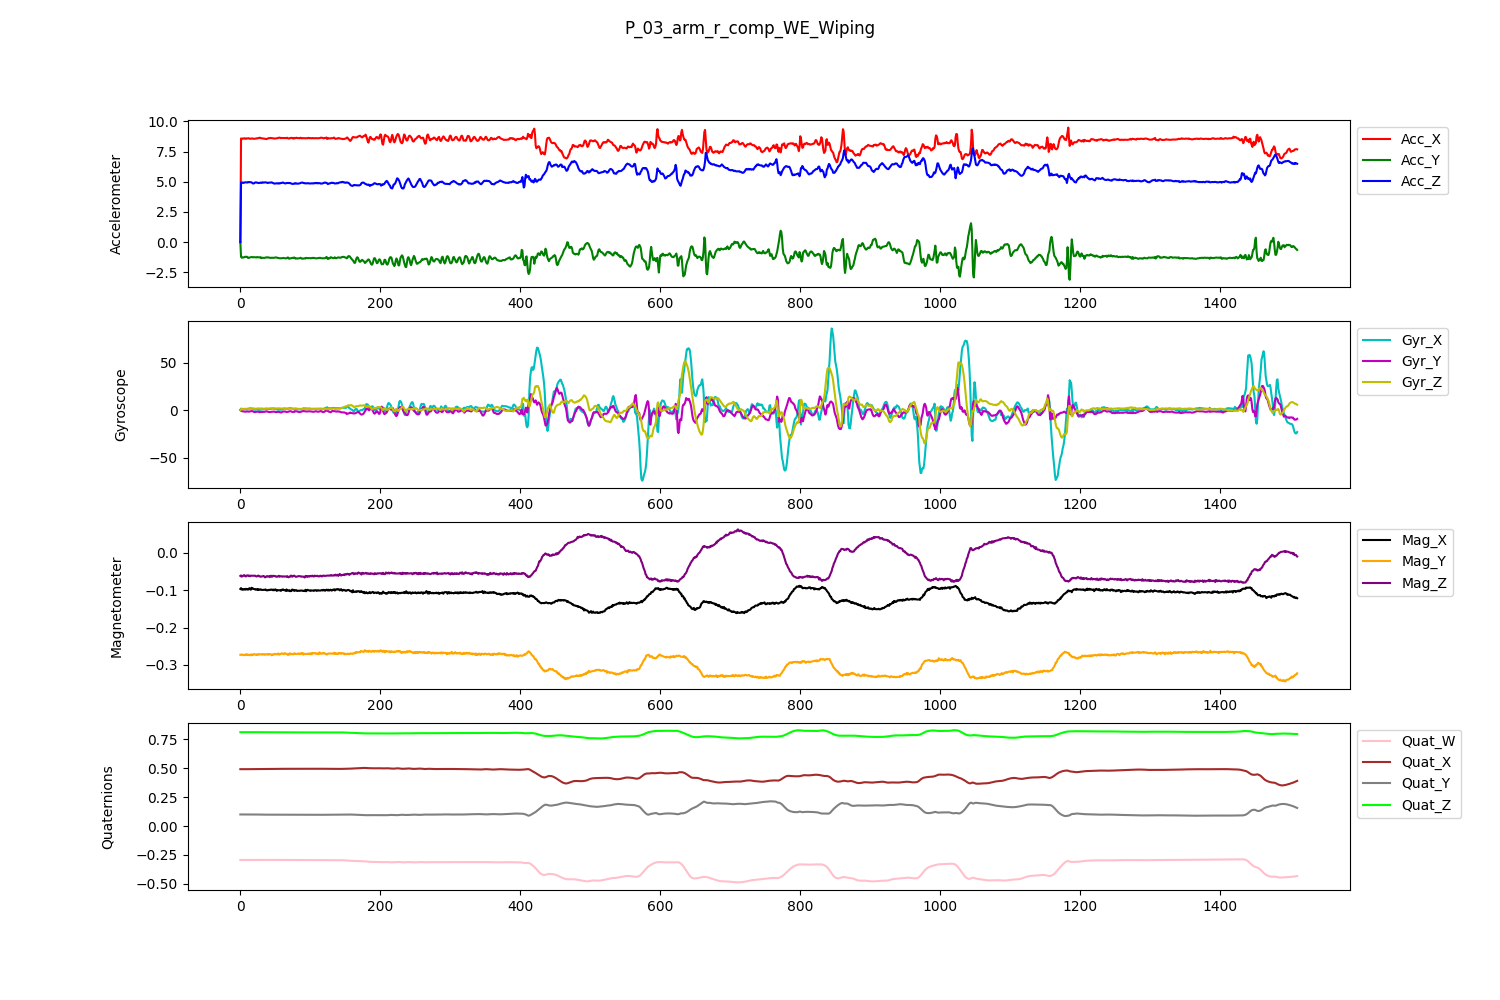 P_03_arm_r_comp_WE_Wiping
Accelerometer
10.0
7.5
5.0
2.5
0.0
−2.5
0 200 400 600 800 1000 1200 1400
Acc_X
Acc_Y
Acc_Z
Gyroscope
50
0
−50
0 200 400 600 800 1000 1200 1400
Gyr_X
Gyr_Y
Gyr_Z
Magnetometer
0.0
−0.1
−0.2
−0.3
0 200 400 600 800 1000 1200 1400
Mag_X
Mag_Y
Mag_Z
Quaternions
0.75
0.50
0.25
0.00
−0.25
−0.50
0 200 400 600 800 1000 1200 1400
Quat_W
Quat_X
Quat_Y
Quat_Z